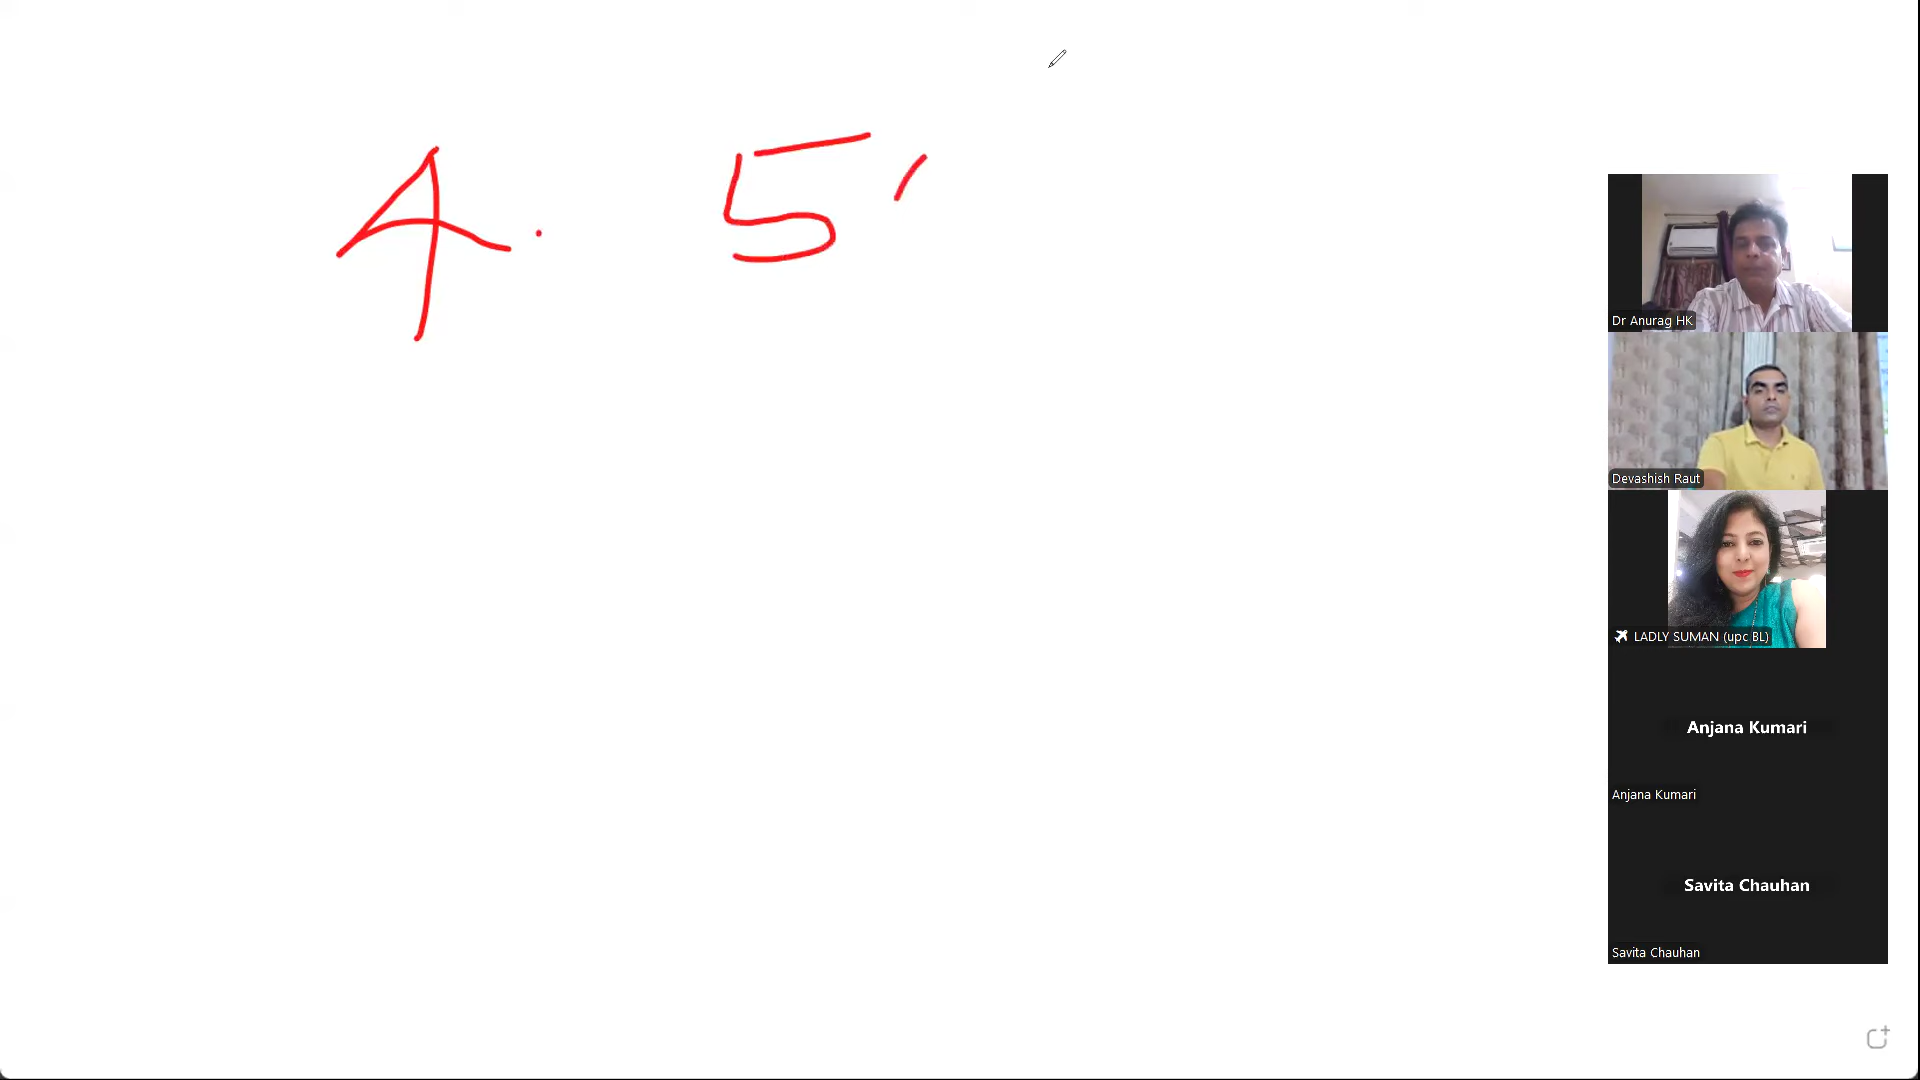 4. 5'
Dr Anurag HK
Devashish Raut
LADLY SUMAN (upc BL)
Anjana Kumari
Anjana Kumari
Savita Chauhan
Savita Chauhan